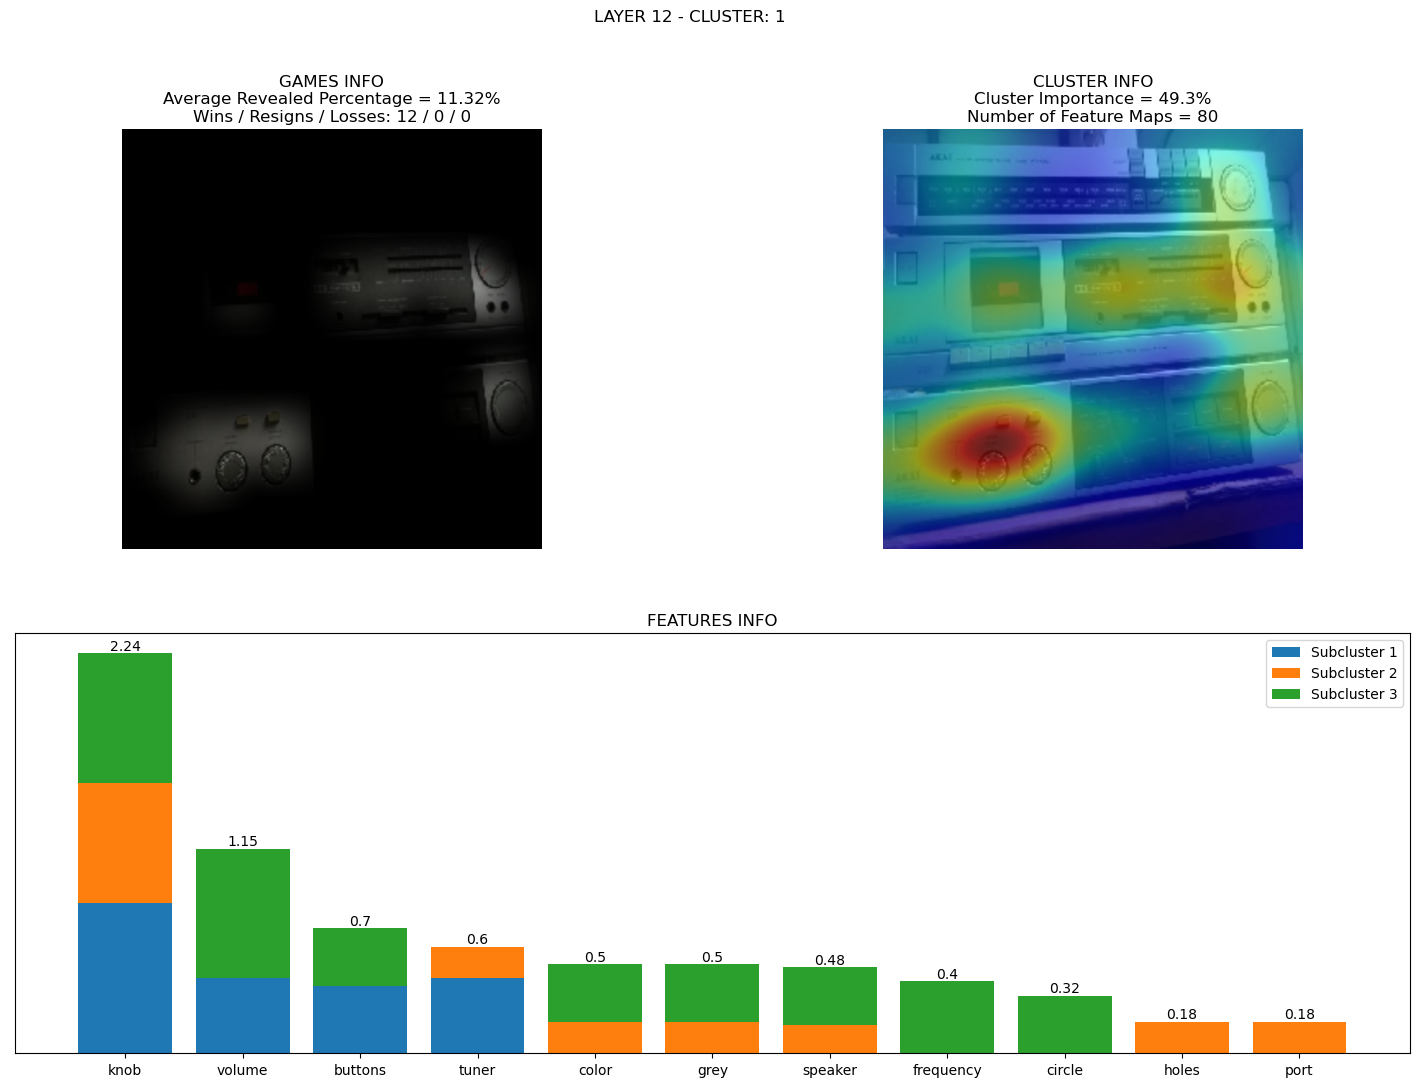 LAYER 12 - CLUSTER: 1
GAMES INFO
Average Revealed Percentage = 11.32%
Wins / Resigns / Losses: 12 / 0 / 0
CLUSTER INFO
Cluster Importance = 49.3%
Number of Feature Maps = 80
AKAI
FEATURES INFO
Subcluster 1
Subcluster 2
Subcluster 3
2.24
1.15
0.7
0.6
0.5
0.5
0.48
0.4
0.32
0.18
0.18
knob
volume
buttons
tuner
color
grey
speaker
frequency
circle
holes
port